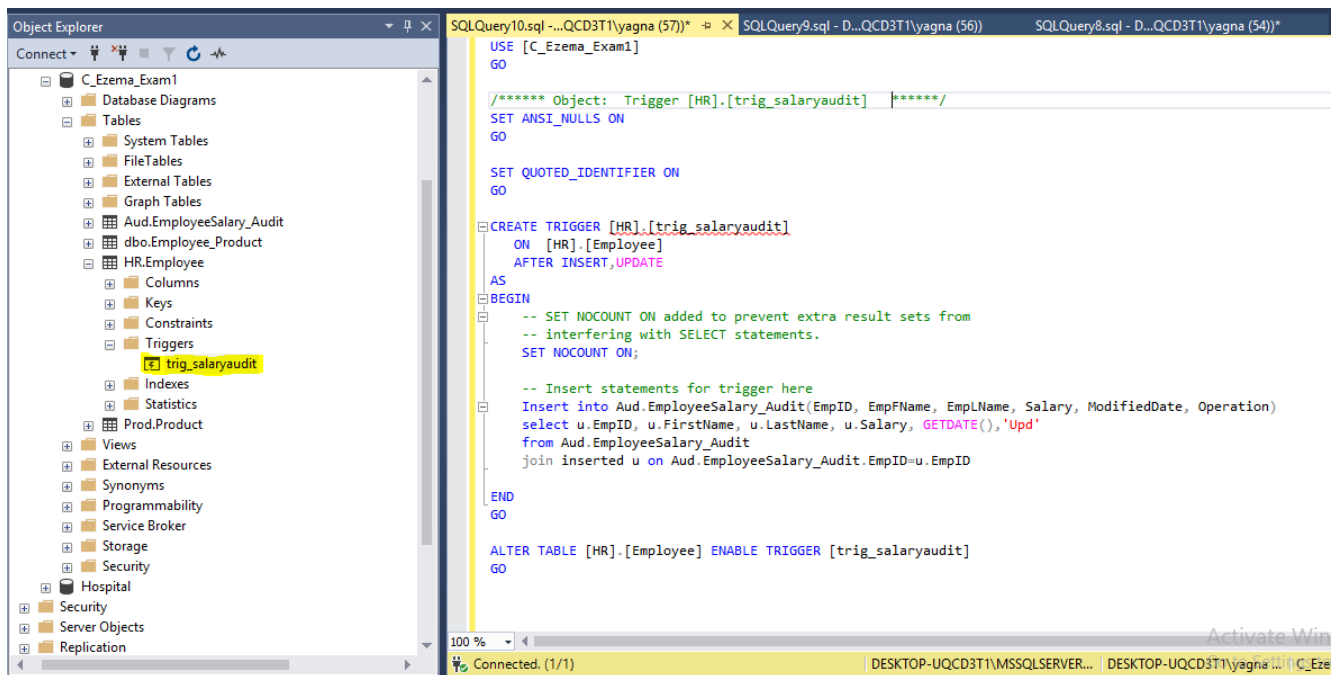 Object Explorer
Connect
C_Ezema_Exam1
Database Diagrams
Tables
System Tables
FileTables
External Tables
Graph Tables
Aud.EmployeeSalary_Audit
dbo.Employee_Product
HR.Employee
Columns
Keys
Constraints
Triggers
trig_salaryaudit
Indexes
Statistics
Prod.Product
Views
External Resources
Synonyms
Programmability
Service Broker
Storage
Security
Hospital
Security
Server Objects
Replication
SQLQuery10.sql -...QCD3T1\yagna (57))* SQLQuery9.sql - D...QCD3T1\yagna (56)) SQLQuery8.sql - D...QCD3T1\yagna (54))*
USE [C_Ezema_Exam1]
GO
/****** Object:  Trigger [HR].[trig_salaryaudit]   ******/
SET ANSI_NULLS ON
GO
SET QUOTED_IDENTIFIER ON
GO
CREATE TRIGGER [HR].[trig_salaryaudit]
ON  [HR].[Employee]
AFTER INSERT,UPDATE
AS
BEGIN
-- SET NOCOUNT ON added to prevent extra result sets from
-- interfering with SELECT statements.
SET NOCOUNT ON;
-- Insert statements for trigger here
Insert into Aud.EmployeeSalary_Audit(EmpID, EmpFName, EmpLName, Salary, ModifiedDate, Operation)
select u.EmpID, u.FirstName, u.LastName, u.Salary, GETDATE(),'Upd'
from Aud.EmployeeSalary_Audit
join inserted u on Aud.EmployeeSalary_Audit.EmpID=u.EmpID
END
GO
ALTER TABLE [HR].[Employee] ENABLE TRIGGER [trig_salaryaudit]
GO
100 %
Activate Win
Connected. (1/1) DESKTOP-UQCD3T1\MSSQLSERVER... DESKTOP-UQCD3T1\yagna ... C_Eze